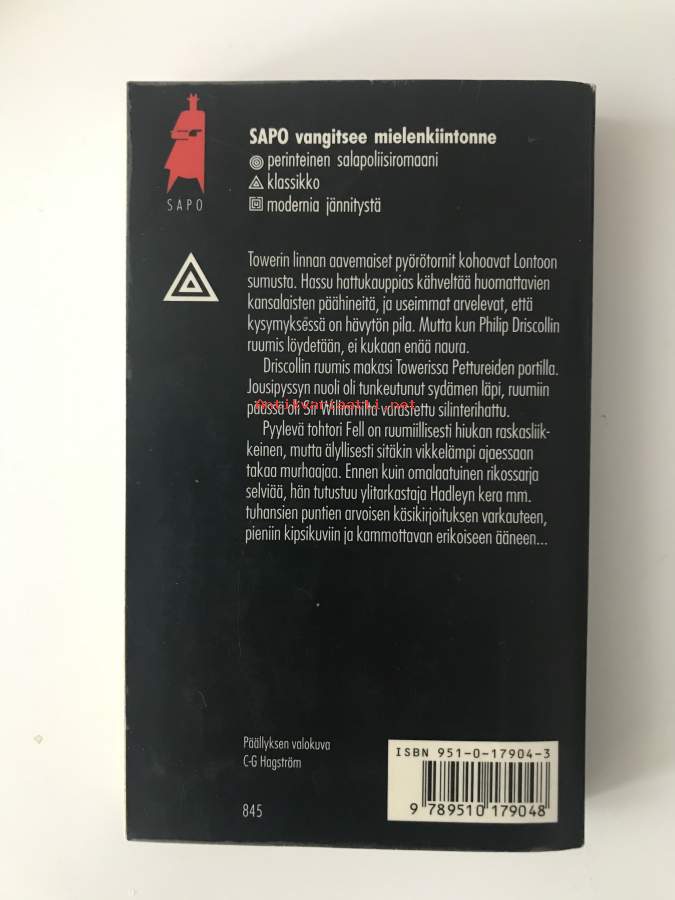 SAPO
SAPO vangitsee mielenkiintonne
perinteinen salapoliisiromaani
klassikko
modernia jännitystä
Towerin linnan aavemaiset pyörötornit kohoavat Lontoon
sumusta. Hassu hattukauppias kähveltää huomattavien
kansalaisten päähineitä, ja useimmat arvelevat, että
kysymyksessä on hävytön pila. Mutta kun Philip Driscollin
ruumis löydetään, ei kukaan enää naura.
Driscollin ruumis makasi Towerissa Pettureiden portilla.
Jousipyssyn nuoli oli tunkeutunut sydämen läpi, ruumiin
päässä oli Sir Williamilta varastettu silinterihattu.
antikvariaatti.net
Pyylevä tohtori Fell on ruumiillisesti hiukan raskasliik-
keinen, mutta älyllisesti sitäkin vikkelämpi ajaessaan
takaa murhaajaa. Ennen kuin omalaatuinen rikossarja
selviää, hän tutustuu ylitarkastaja Hadleyn kera mm.
tuhansien puntien arvoisen käsikirjoituksen varkauteen,
pieniin kipsikuviin ja kammottavan erikoiseen ääneen...
Päällyksen valokuva
C-G Hagström
845
ISBN 951-0-17904-3
9 789510 179048